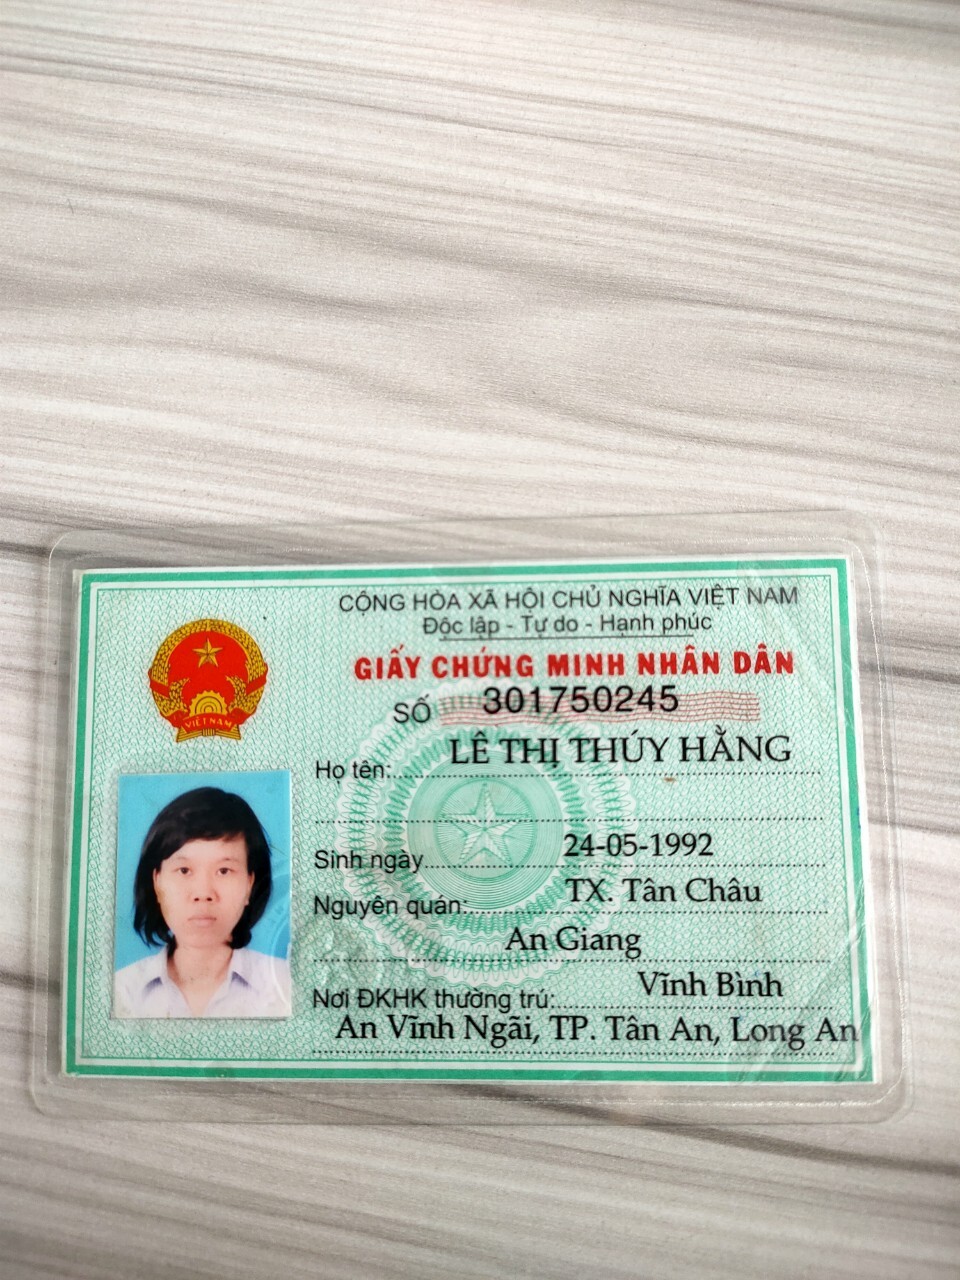 CỘNG HÒA XÃ HỘI CHỦ NGHĨA VIỆT NAM
Độc lập - Tự do - Hạnh phúc
GIẤY CHỨNG MINH NHÂN DÂN
SỐ 301750245
Họ tên: LÊ THỊ THÚY HẰNG
Sinh ngày 24-05-1992
Nguyên quán: TX. Tân Châu
An Giang
Nơi ĐKHK thường trú: Vĩnh Bình
An Vĩnh Ngãi, TP. Tân An, Long An
VIỆT NAM